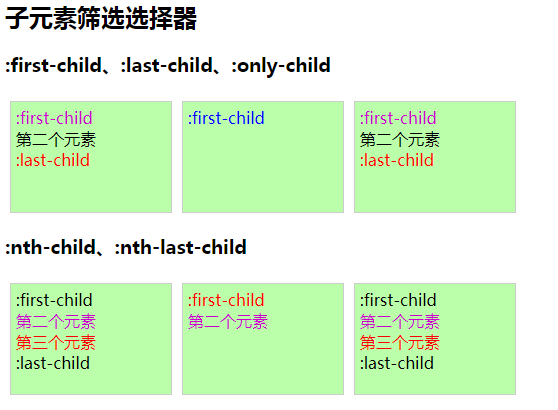 子元素筛选选择器
:first-child、:last-child、:only-child
:first-child
第二个元素
:last-child
:first-child
:first-child
第二个元素
:last-child
:nth-child、:nth-last-child
:first-child
第二个元素
第三个元素
:last-child
:first-child
第二个元素
:first-child
第二个元素
第三个元素
:last-child